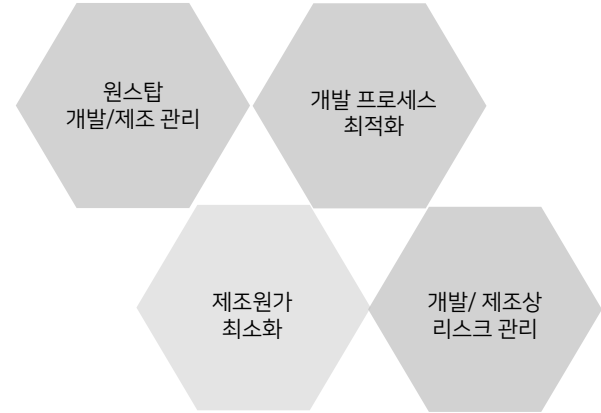 원스탑
개발/제조 관리
개발 프로세스
최적화
제조원가
최소화
개발/ 제조상
리스크 관리